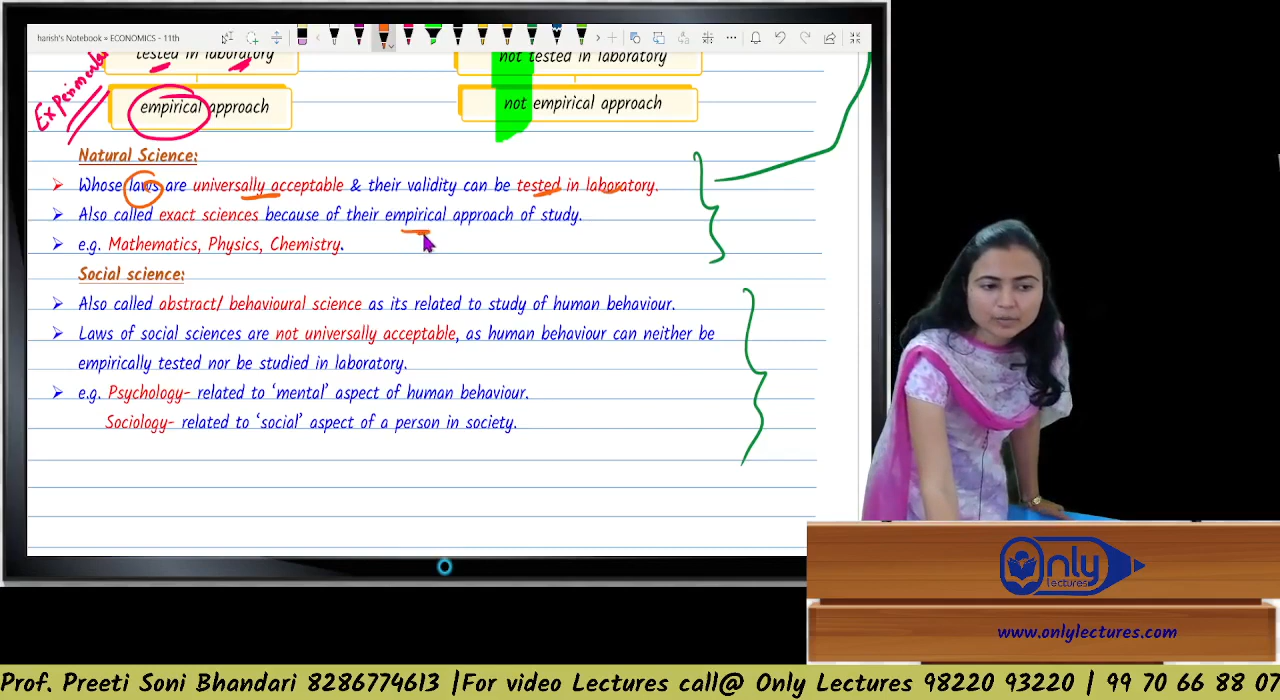 harish's Notebook » ECONOMICS - 11th
tested in laboratory
not tested in laboratory
Experimental
empirical approach
not empirical approach
Natural Science:
➤ Whose laws are universally acceptable & their validity can be tested in laboratory.
➤ Also called exact sciences because of their empirical approach of study.
➤ e.g. Mathematics, Physics, Chemistry.
Social science:
➤ Also called abstract/ behavioural science as its related to study of human behaviour.
➤ Laws of social sciences are not universally acceptable, as human behaviour can neither be
empirically tested nor be studied in laboratory.
➤ e.g. Psychology- related to ‘mental’ aspect of human behaviour.
Sociology- related to ‘social’ aspect of a person in society.
Only
lectures
www.onlylectures.com
Prof. Preeti Soni Bhandari 8286774613 |For video Lectures call@ Only Lectures 98220 93220 | 99 70 66 88 07